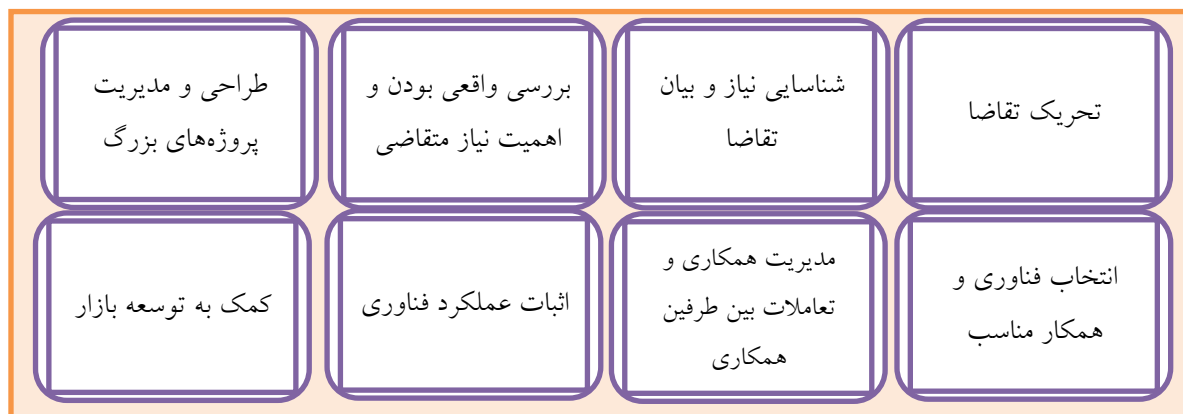 تحریک تقاضا
شناسایی نیاز و بیان
تقاضا
بررسی واقعی بودن و
اهمیت نیاز متقاضی
طراحی و مدیریت
پروژه‌های بزرگ
انتخاب فناوری و
همکار مناسب
مدیریت همکاری و
تعاملات بین طرفین
همکاری
اثبات عملکرد فناوری
کمک به توسعه بازار